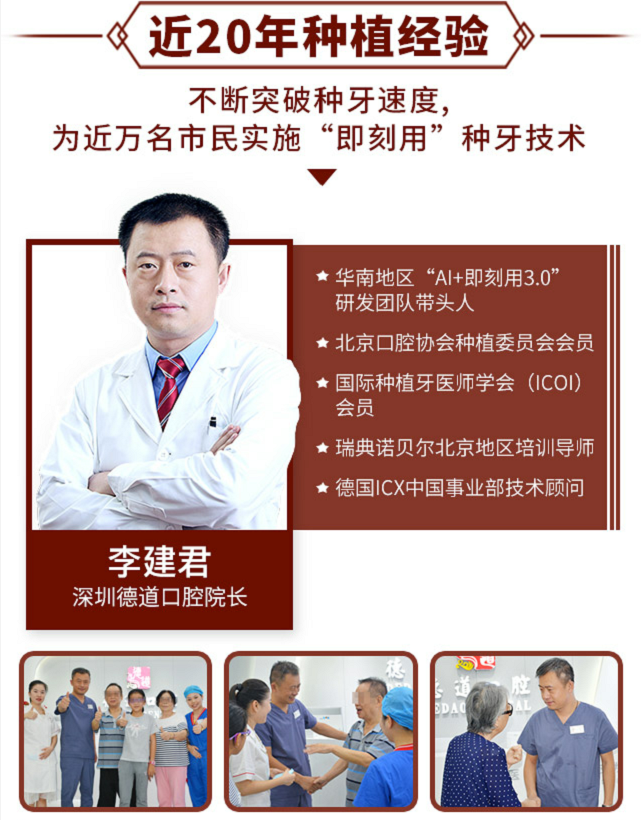 近20年种植经验
不断突破种牙速度,
为近万名市民实施“即刻用”种牙技术
华南地区“AI+即刻用3.0”
研发团队带头人
北京口腔协会种植委员会会员
国际种植牙医师学会（ICOI）
会员
瑞典诺贝尔北京地区培训导师
德国ICX中国事业部技术顾问
李建君
深圳德道口腔院长
德
道口腔